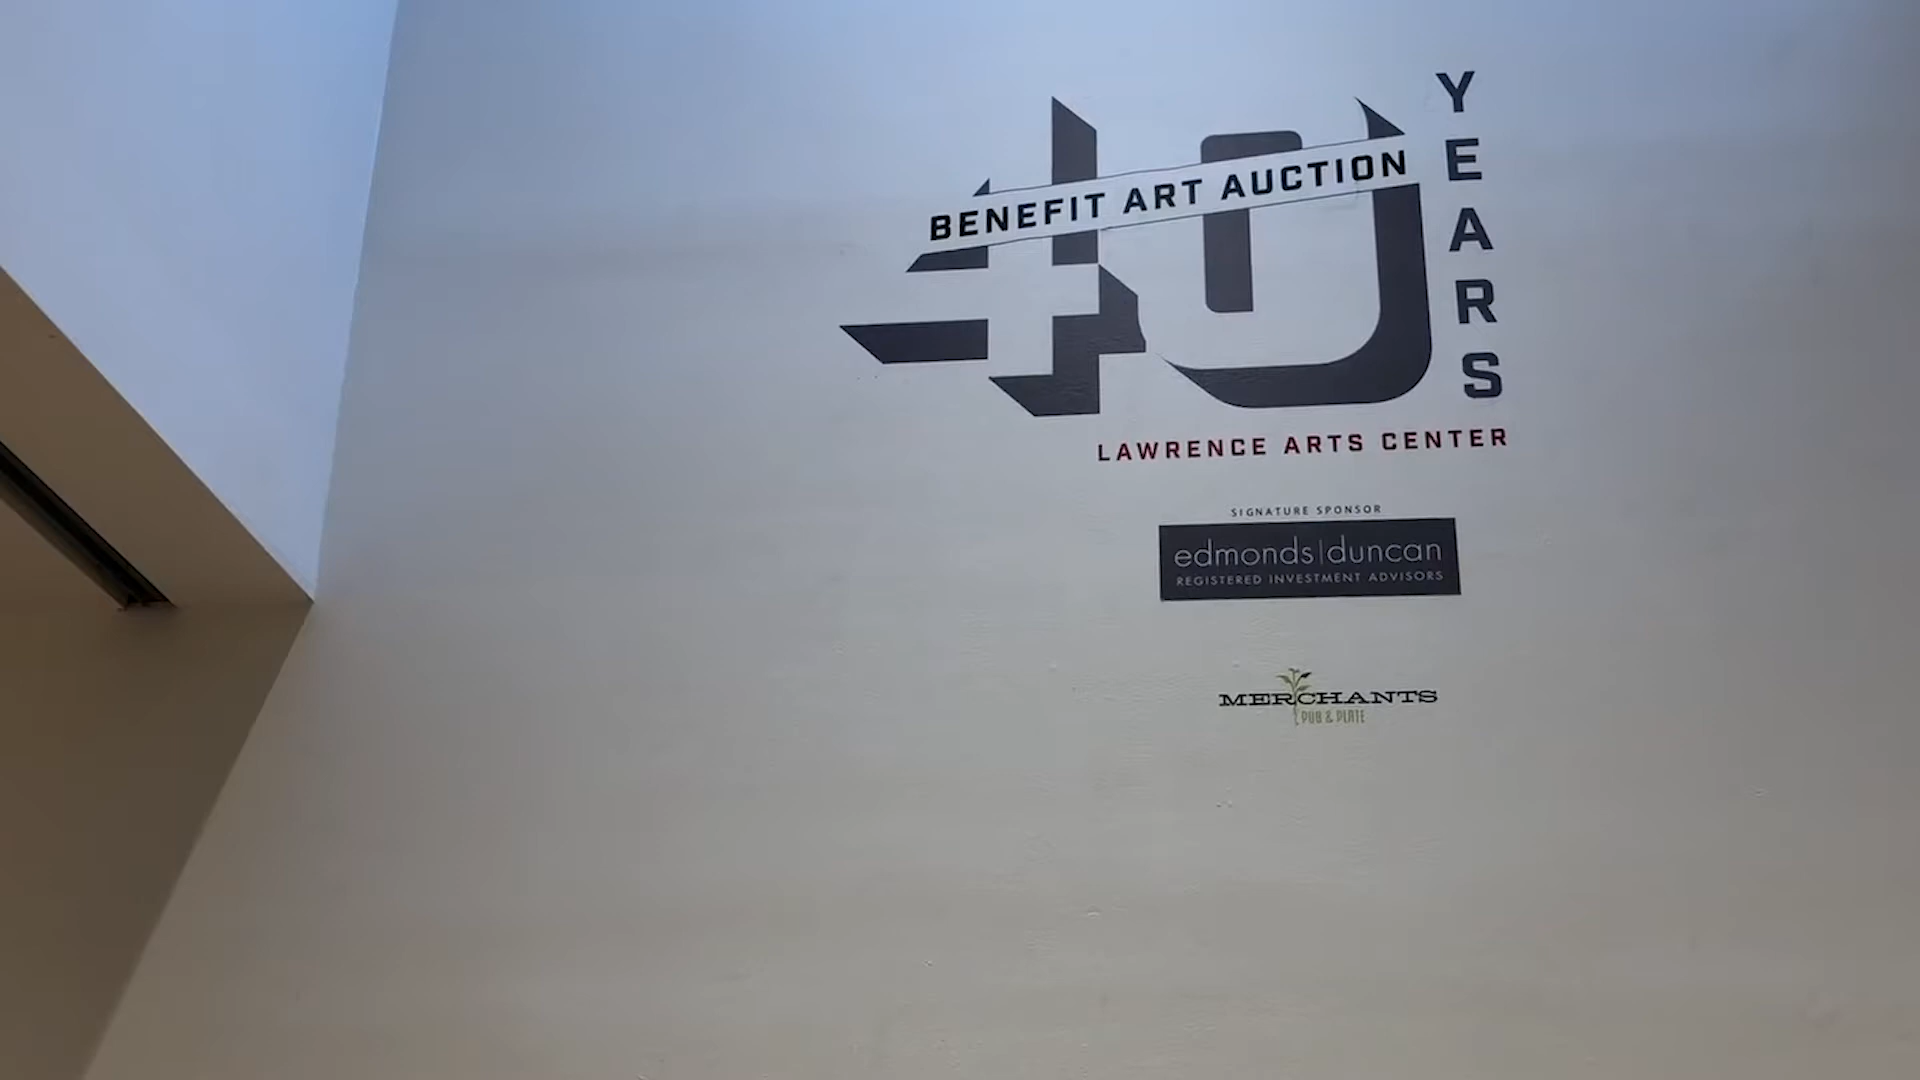 40
BENEFIT ART AUCTION
YEARS
LAWRENCE ARTS CENTER
SIGNATURE SPONSOR
edmonds|duncan
REGISTERED INVESTMENT ADVISORS
MERCHANTS
PUB & PLATE